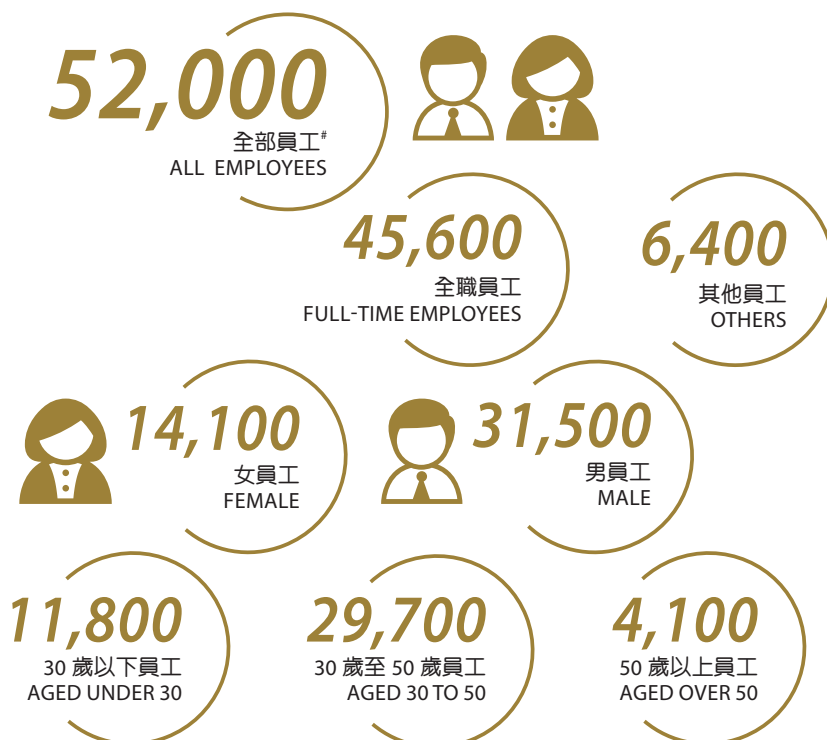 52,000
全部員工#
ALL EMPLOYEES
45,600
全職員工
FULL-TIME EMPLOYEES
6,400
其他員工
OTHERS
14,100
女員工
FEMALE
31,500
男員工
MALE
11,800
30 歲以下員工
AGED UNDER 30
29,700
30 歲至 50 歲員工
AGED 30 TO 50
4,100
50 歲以上員工
AGED OVER 50